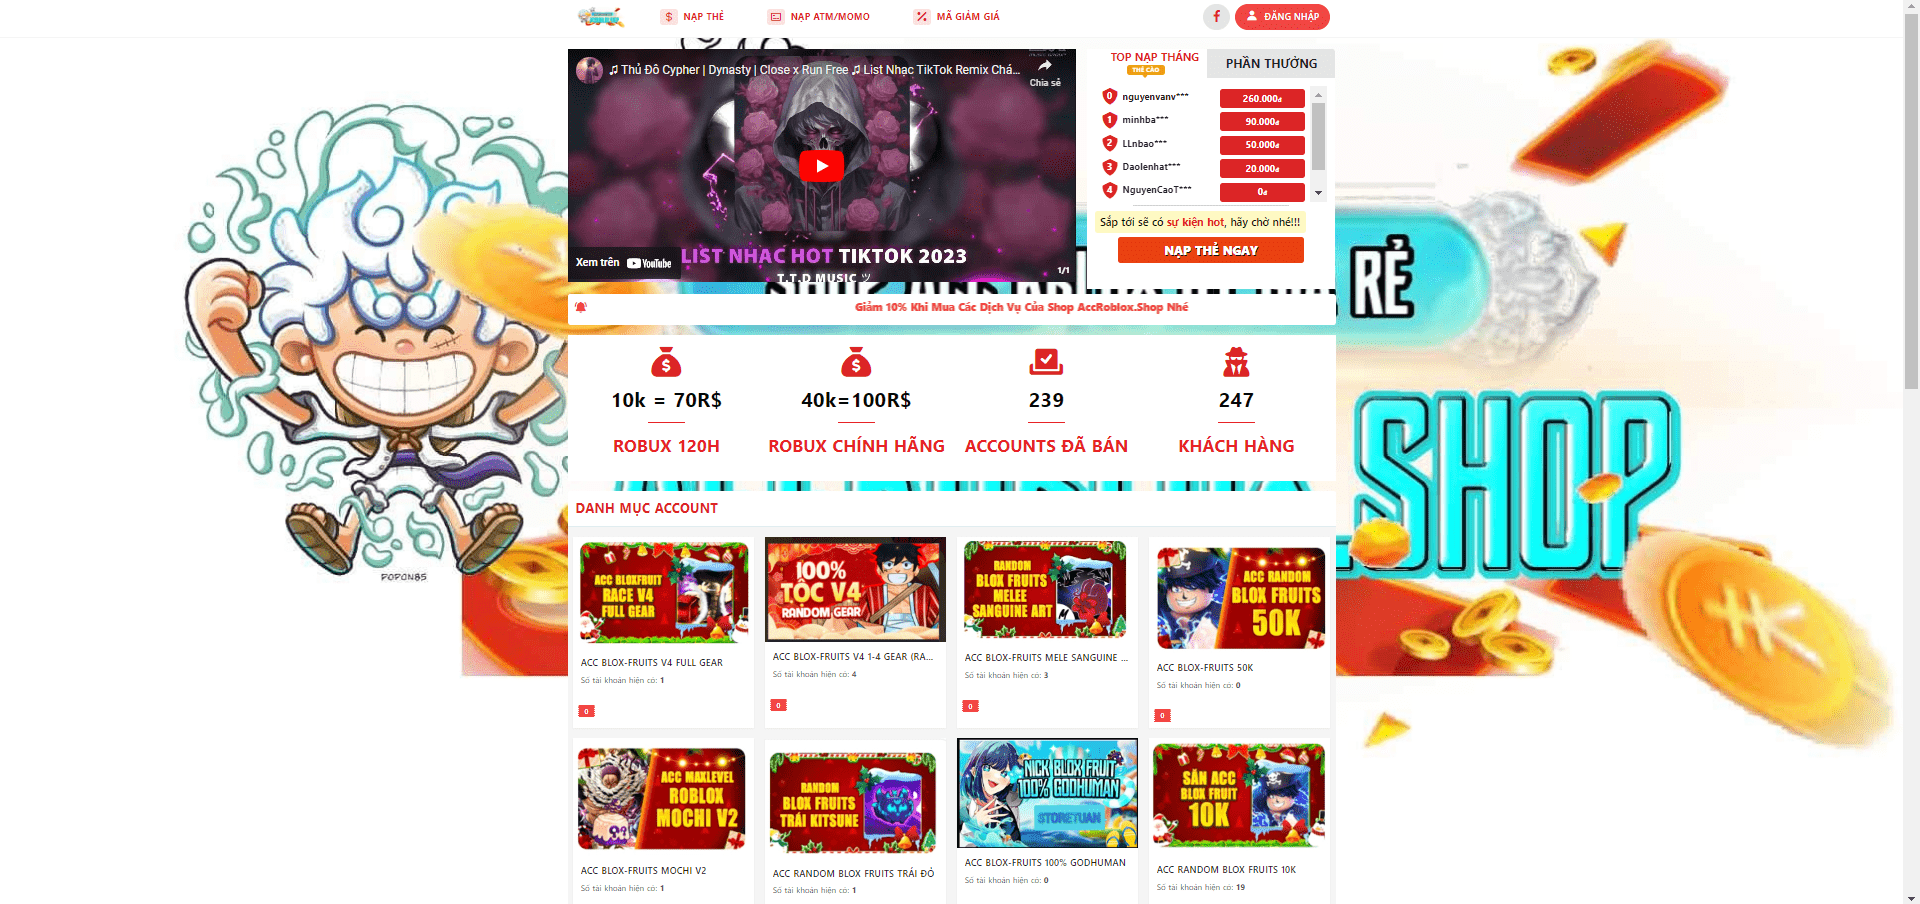 NẠP THẺ
NẠP ATM/MOMO
MÃ GIẢM GIÁ
ĐĂNG NHẬP
♫ Thủ Đô Cypher | Dynasty | Close x Run Free ♫ List Nhạc TikTok Remix Chá...
Chia sẻ
LIST NHẠC HOT TIKTOK 2023
T.T.D MUSIC ツ
Xem trên YouTube
1/1
TOP NẠP THÁNG
THẺ CÀO
PHẦN THƯỞNG
0 nguyenvanv*** 260.000đ
1 minhba*** 90.000đ
2 LLnbao*** 50.000đ
3 Daolenhat*** 20.000đ
4 NguyenCaoT*** 0đ
Sắp tới sẽ có sự kiện hot, hãy chờ nhé!!!
NẠP THẺ NGAY
RẺ
Giảm 10% Khi Mua Các Dịch Vụ Của Shop AccRoblox.Shop Nhé
10k = 70R$
ROBUX 120H
40k=100R$
ROBUX CHÍNH HÃNG
239
ACCOUNTS ĐÃ BÁN
247
KHÁCH HÀNG
SHOP
POPON85
DANH MỤC ACCOUNT
ACC BLOXFRUIT
RACE V4
FULL GEAR
ACC BLOX-FRUITS V4 FULL GEAR
Số tài khoản hiện có: 1
0
100%
TỘC V4
RANDOM GEAR
ACC BLOX-FRUITS V4 1-4 GEAR (RA...
Số tài khoản hiện có: 4
0
RANDOM
BLOX FRUITS
MELEE
SANGUINE ART
ACC BLOX-FRUITS MELE SANGUINE ...
Số tài khoản hiện có: 3
0
ACC RANDOM
BLOX FRUITS
50K
ACC BLOX-FRUITS 50K
Số tài khoản hiện có: 0
0
ACC MAXLEVEL
ROBLOX
MOCHI V2
ACC BLOX-FRUITS MOCHI V2
Số tài khoản hiện có: 1
RANDOM
BLOX FRUITS
TRÁI KITSUNE
ACC RANDOM BLOX FRUITS TRÁI ĐỎ
Số tài khoản hiện có: 1
NICK BLOX FRUIT
100% GODHUMAN
STORETUAN
ACC BLOX-FRUITS 100% GODHUMAN
Số tài khoản hiện có: 0
SĂN ACC
BLOX FRUIT
10K
ACC RANDOM BLOX FRUITS 10K
Số tài khoản hiện có: 19